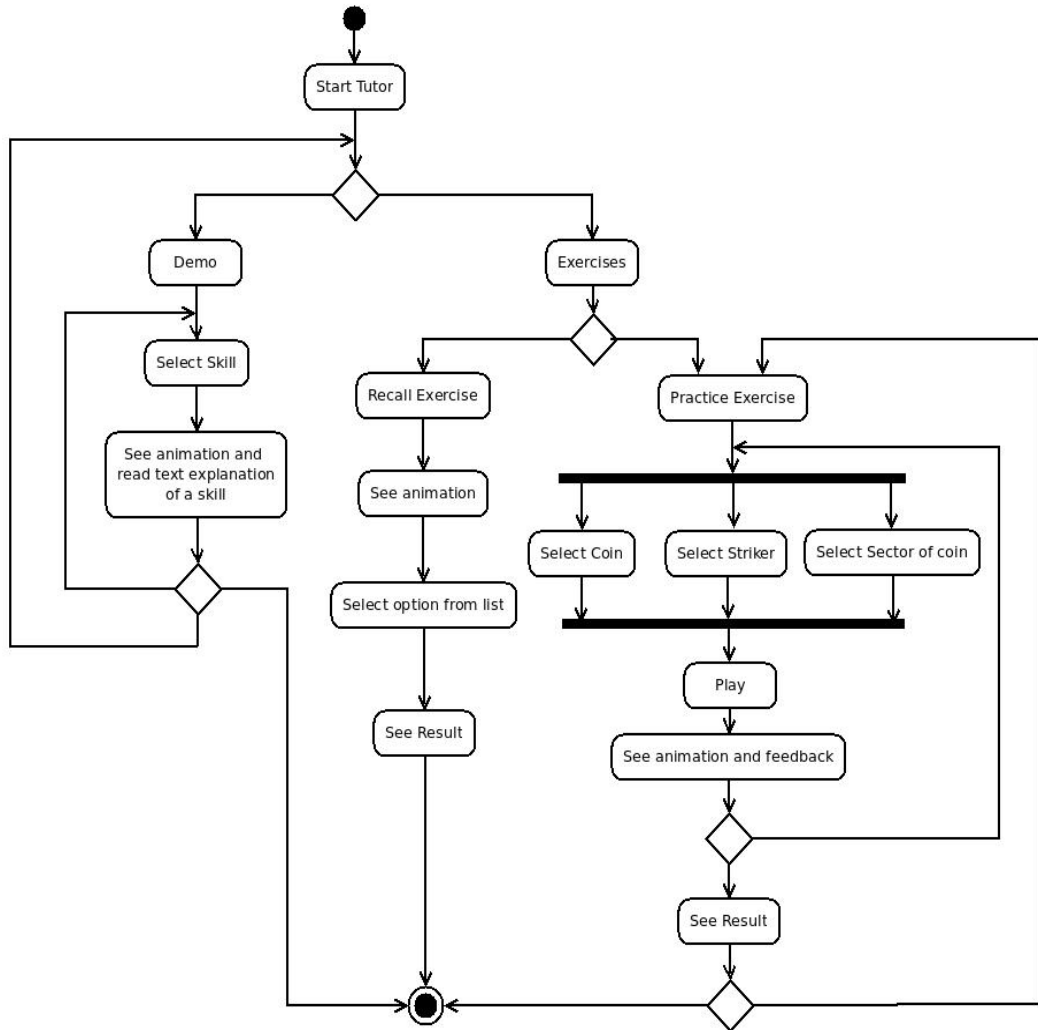 Start Tutor
Demo
Exercises
Select Skill
Recall Exercise
Practice Exercise
See animation and
read text explanation
of a skill
See animation
Select Coin
Select Striker
Select Sector of coin
Select option from list
Play
See Result
See animation and feedback
See Result